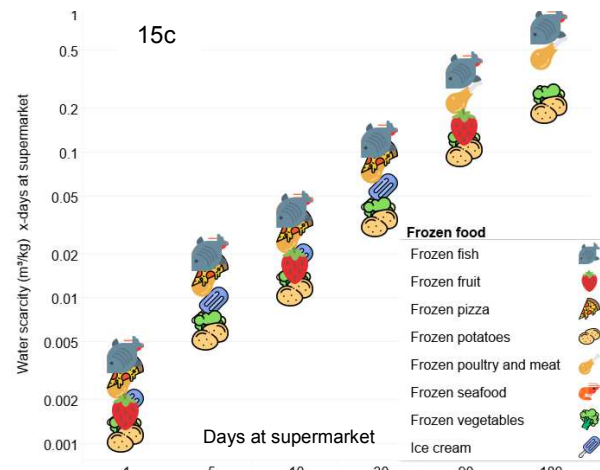 15c
1
0.5
0.2
0.1
0.05
0.02
0.01
0.005
0.002
0.001
Water scarcity (m³/kg) x-days at supermarket
Frozen food
Frozen fish
Frozen fruit
Frozen pizza
Frozen potatoes
Frozen poultry and meat
Frozen seafood
Frozen vegetables
Ice cream
Days at supermarket